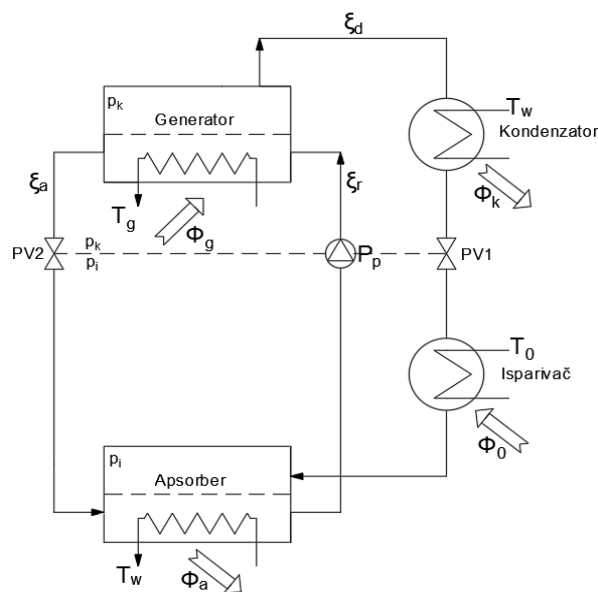 ξd
pk
Generator
Tw
Kondenzator
ξa
ξr
Tg
Φg
Φk
PV2
pk
pi
Pp
PV1
T0
Isparivač
Φ0
pi
Apsorber
Tw
Φa